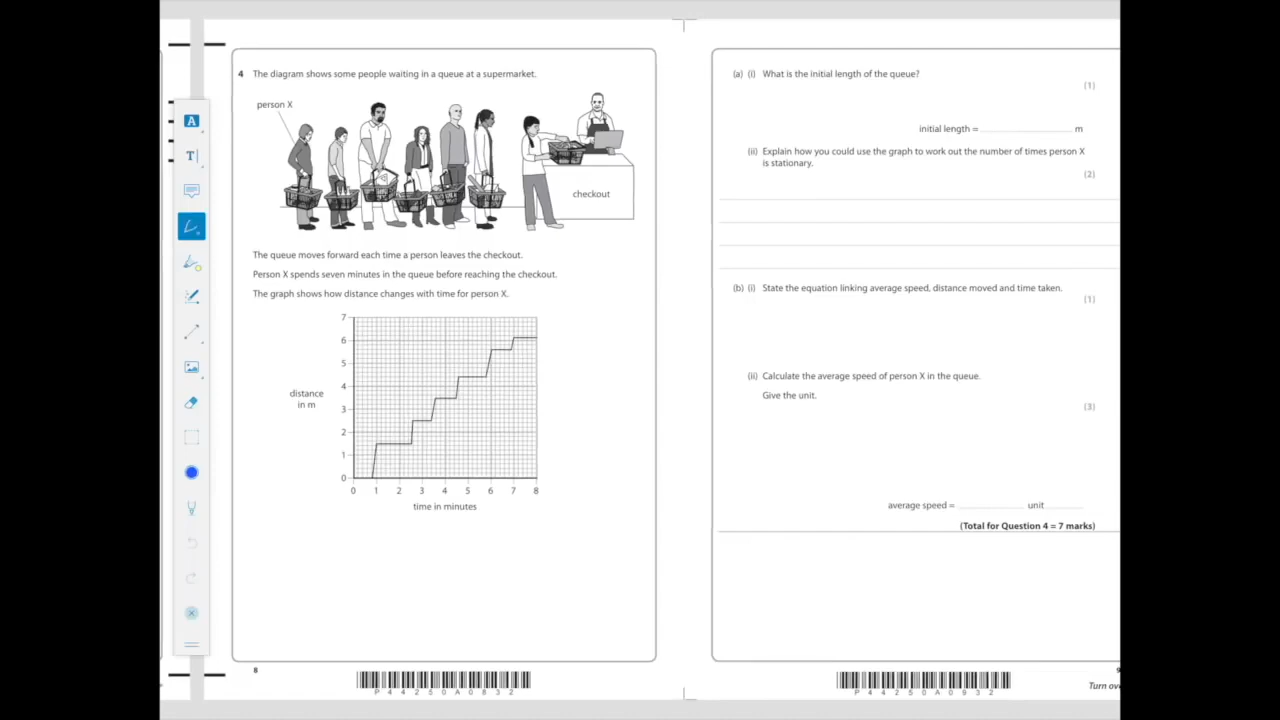 4 The diagram shows some people waiting in a queue at a supermarket.
person X
checkout
The queue moves forward each time a person leaves the checkout.
Person X spends seven minutes in the queue before reaching the checkout.
The graph shows how distance changes with time for person X.
7
6
5
4
3
2
1
0
distance
in m
0 1 2 3 4 5 6 7 8
time in minutes
8
P44250A0832
(a) (i) What is the initial length of the queue?
(1)
initial length = ........................ m
(ii) Explain how you could use the graph to work out the number of times person X
is stationary.
(2)
(b) (i) State the equation linking average speed, distance moved and time taken.
(1)
(ii) Calculate the average speed of person X in the queue.
Give the unit.
(3)
average speed = ........................ unit ............
(Total for Question 4 = 7 marks)
9
P44250A0932
Turn ov
A
T